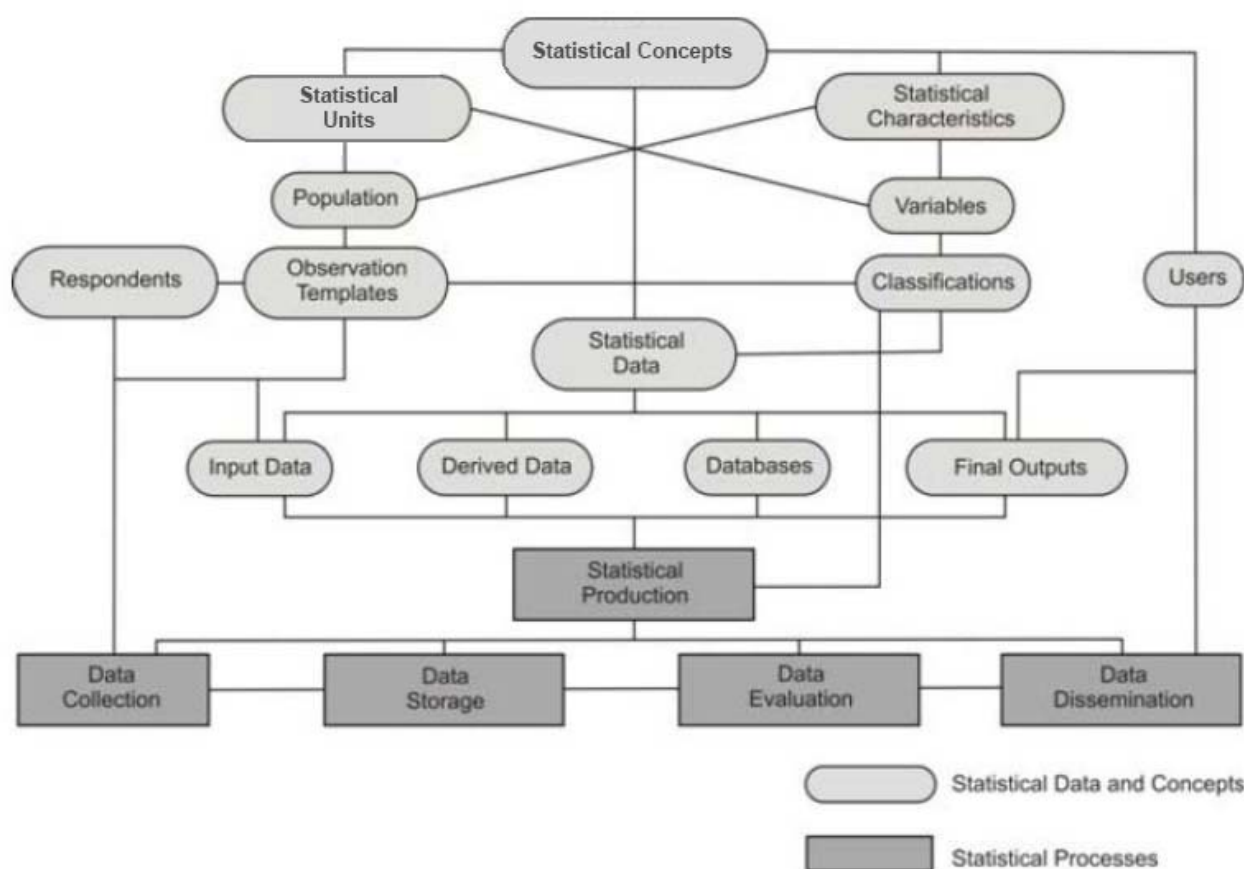 Statistical Concepts
Statistical
Units
Statistical
Characteristics
Population
Variables
Respondents
Observation
Templates
Classifications
Users
Statistical
Data
Input Data
Derived Data
Databases
Final Outputs
Statistical
Production
Data
Collection
Data
Storage
Data
Evaluation
Data
Dissemination
Statistical Data and Concepts
Statistical Processes